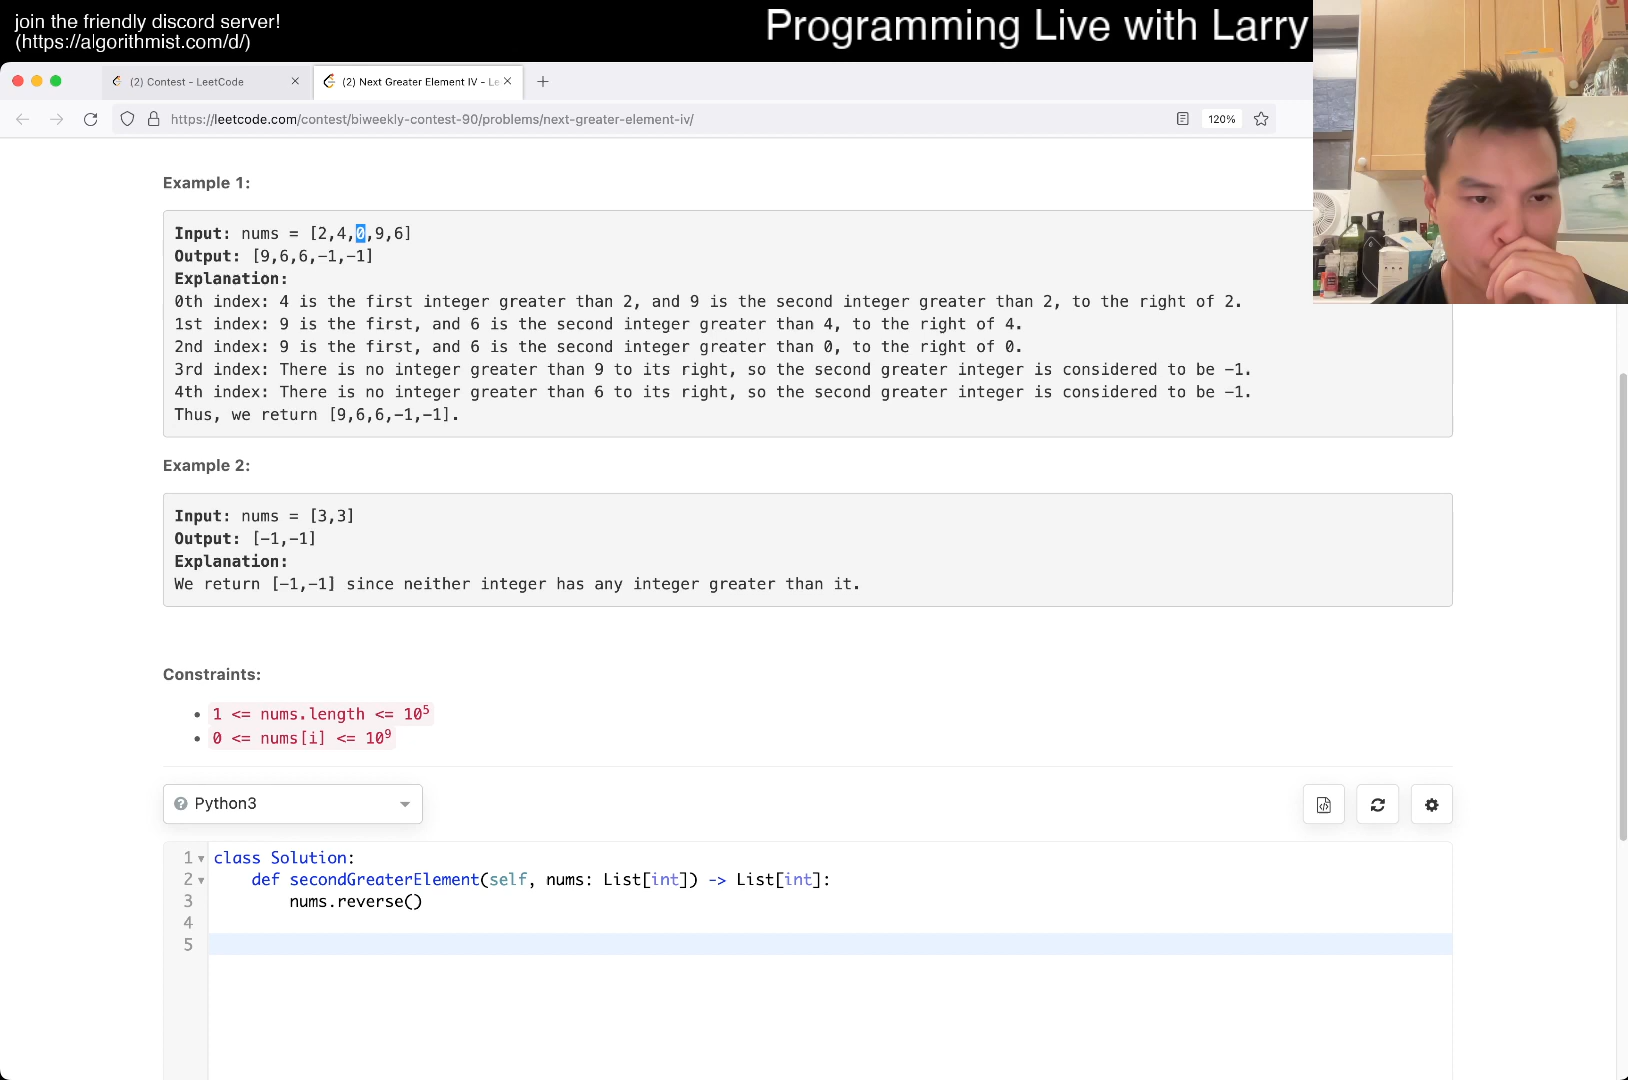 join the friendly discord server!
(https://algorithmist.com/d/)
Programming Live with Larry
(2) Contest - LeetCode
(2) Next Greater Element IV - Le
https://leetcode.com/contest/biweekly-contest-90/problems/next-greater-element-iv/
120%
Example 1:
Input: nums = [2,4,0,9,6]
Output: [9,6,6,-1,-1]
Explanation:
0th index: 4 is the first integer greater than 2, and 9 is the second integer greater than 2, to the right of 2.
1st index: 9 is the first, and 6 is the second integer greater than 4, to the right of 4.
2nd index: 9 is the first, and 6 is the second integer greater than 0, to the right of 0.
3rd index: There is no integer greater than 9 to its right, so the second greater integer is considered to be -1.
4th index: There is no integer greater than 6 to its right, so the second greater integer is considered to be -1.
Thus, we return [9,6,6,-1,-1].
Example 2:
Input: nums = [3,3]
Output: [-1,-1]
Explanation:
We return [-1,-1] since neither integer has any integer greater than it.
Constraints:
• 1 <= nums.length <= 10⁵
• 0 <= nums[i] <= 10⁹
Python3
1 class Solution:
2 def secondGreaterElement(self, nums: List[int]) -> List[int]:
3 nums.reverse()
4
5